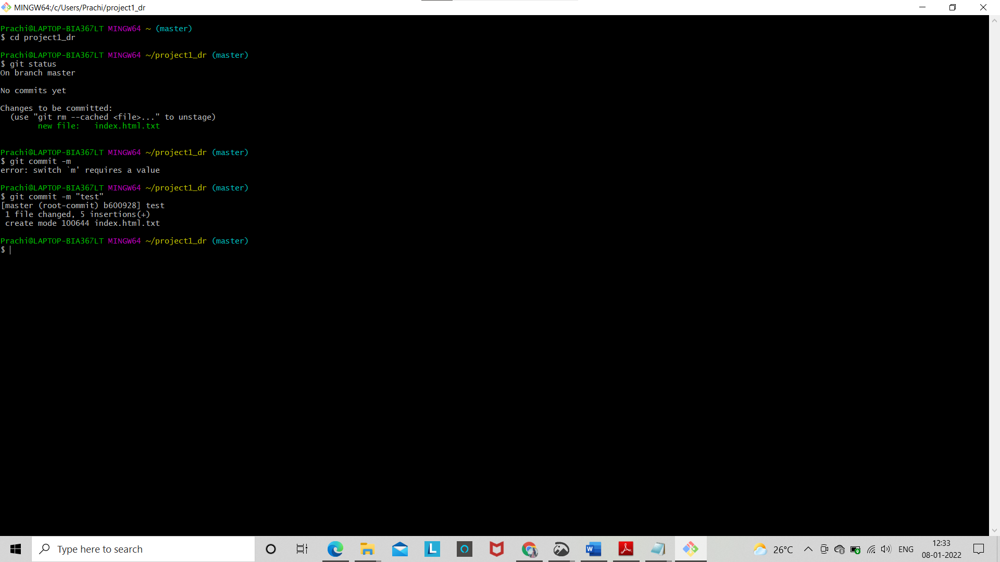 MINGW64:/c/Users/Prachi/project1_dr
Prachi@LAPTOP-BIA367LT MINGW64 ~ (master)
$ cd project1_dr
Prachi@LAPTOP-BIA367LT MINGW64 ~/project1_dr (master)
$ git status
On branch master
No commits yet
Changes to be committed:
  (use "git rm --cached <file>..." to unstage)
        new file:   index.html.txt
Prachi@LAPTOP-BIA367LT MINGW64 ~/project1_dr (master)
$ git commit -m
error: switch `m' requires a value
Prachi@LAPTOP-BIA367LT MINGW64 ~/project1_dr (master)
$ git commit -m "test"
[master (root-commit) b600928] test
 1 file changed, 5 insertions(+)
 create mode 100644 index.html.txt
Prachi@LAPTOP-BIA367LT MINGW64 ~/project1_dr (master)
$
Type here to search
L
W
26°C
ENG
12:33
08-01-2022